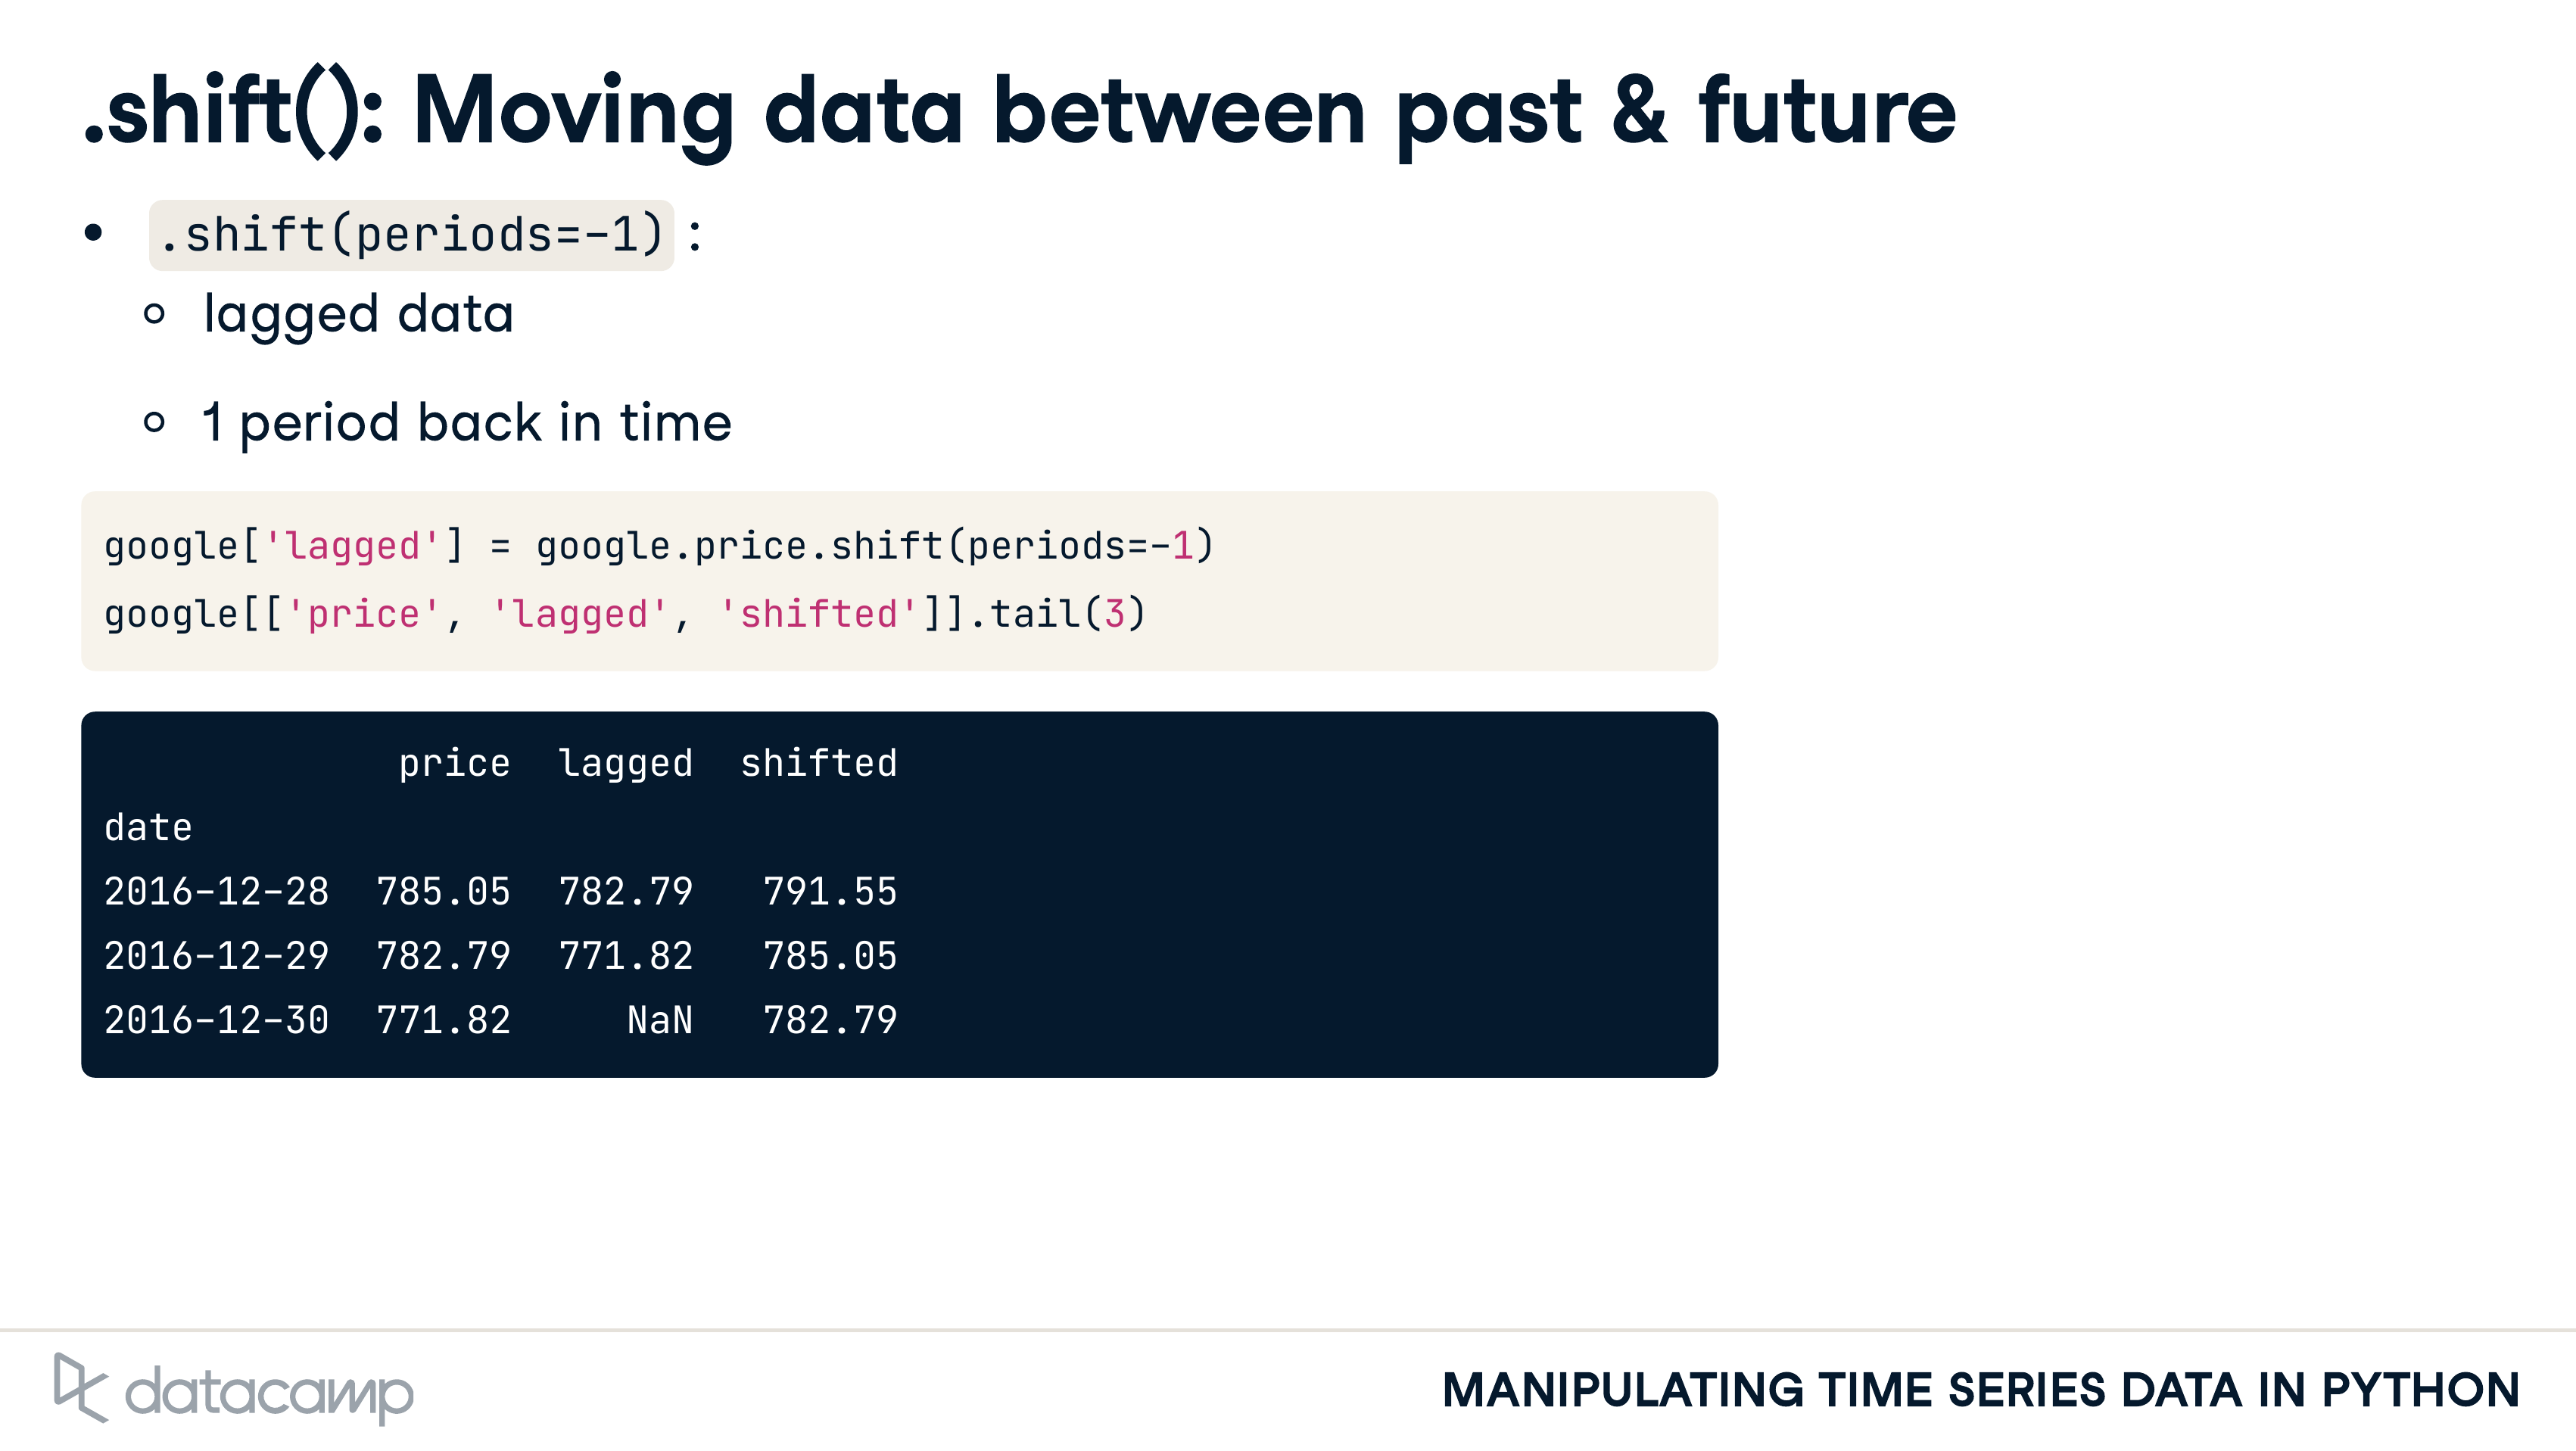 .shift(): Moving data between past & future
• .shift(periods=-1) :
○ lagged data
○ 1 period back in time
google['lagged'] = google.price.shift(periods=-1)
google[['price', 'lagged', 'shifted']].tail(3)
            price  lagged  shifted
date
2016-12-28  785.05  782.79   791.55
2016-12-29  782.79  771.82   785.05
2016-12-30  771.82     NaN   782.79
datacamp
MANIPULATING TIME SERIES DATA IN PYTHON